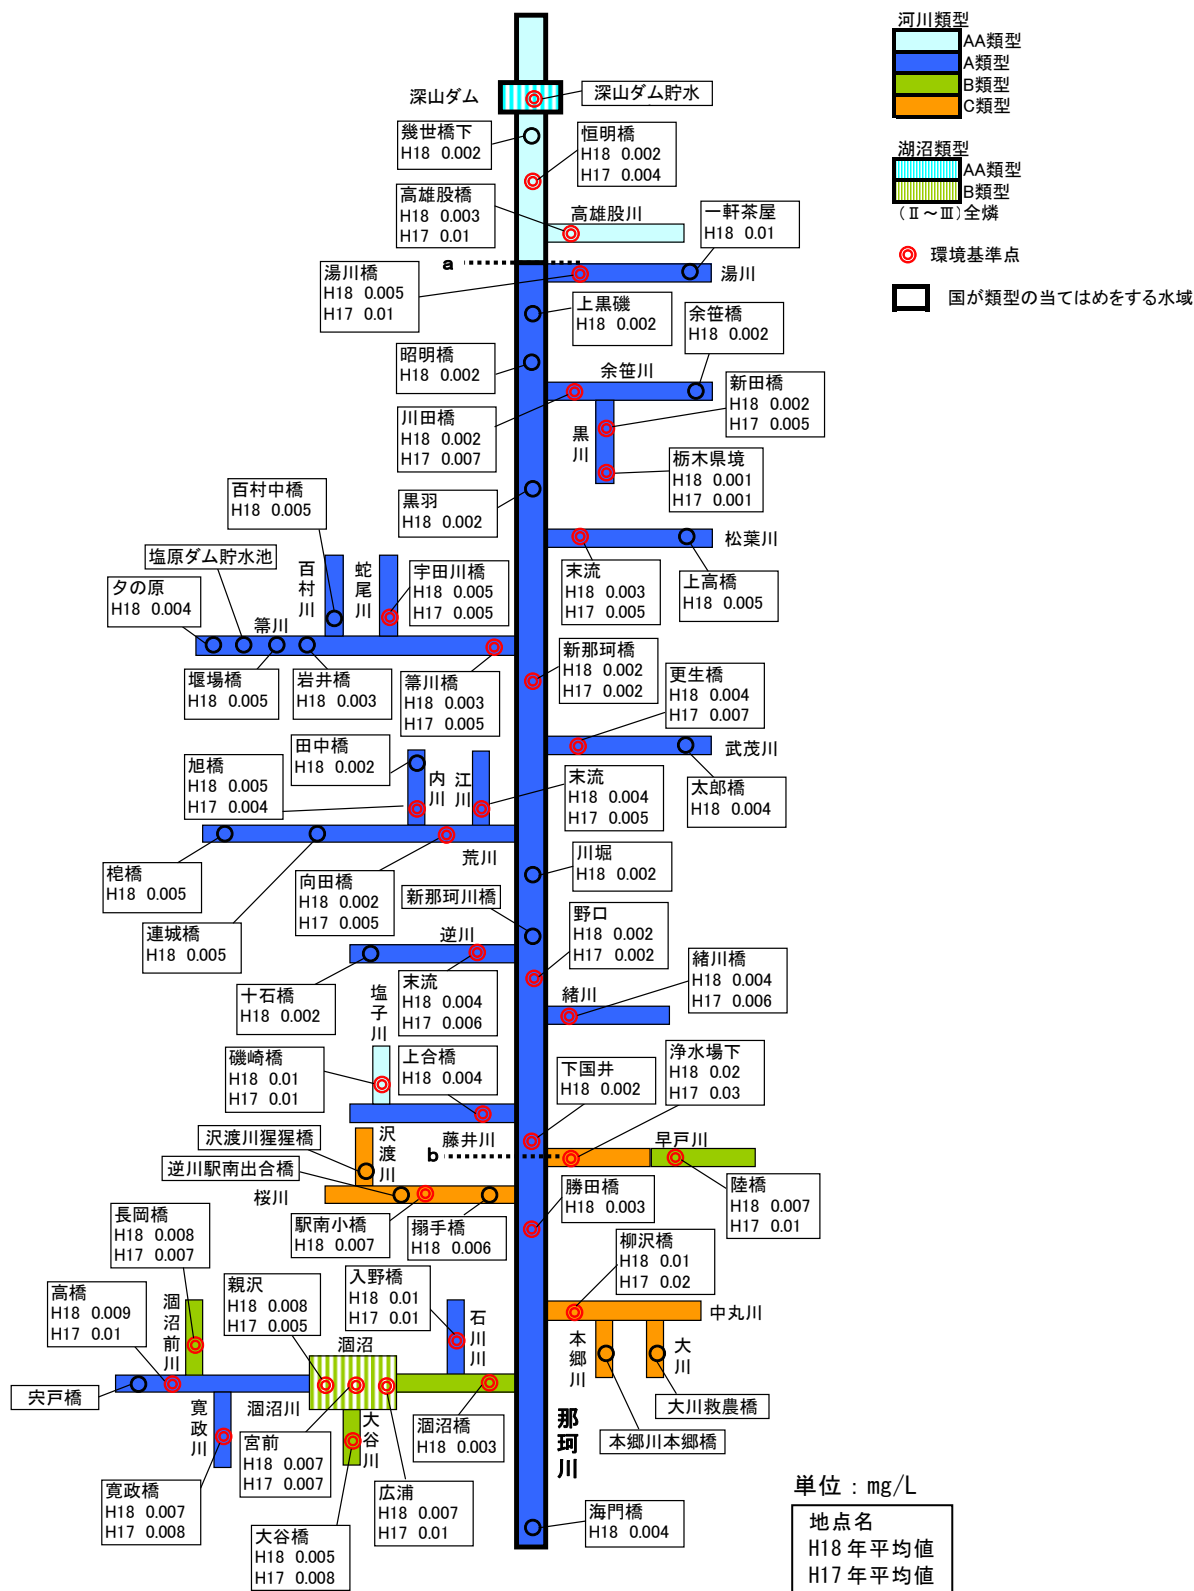 河川類型
AA類型
A類型
B類型
C類型
湖沼類型
AA類型
B類型
(Ⅱ～Ⅲ)全燐
環境基準点
国が類型の当てはめをする水域
深山ダム
深山ダム貯水
幾世橋下
H18 0.002
恒明橋
H18 0.002
H17 0.004
高雄股橋
H18 0.003
H17 0.01
高雄股川
一軒茶屋
H18 0.01
a
湯川
湯川橋
H18 0.005
H17 0.01
上黒磯
H18 0.002
余笹橋
H18 0.002
昭明橋
H18 0.002
余笹川
新田橋
H18 0.002
H17 0.005
川田橋
H18 0.002
H17 0.007
黒川
栃木県境
H18 0.001
H17 0.001
百村中橋
H18 0.005
黒羽
H18 0.002
松葉川
塩原ダム貯水池
百村川
蛇尾川
宇田川橋
H18 0.005
H17 0.005
末流
H18 0.003
H17 0.005
上高橋
H18 0.005
夕の原
H18 0.004
箒川
堰場橋
H18 0.005
岩井橋
H18 0.003
箒川橋
H18 0.003
H17 0.005
新那珂橋
H18 0.002
H17 0.002
更生橋
H18 0.004
H17 0.007
田中橋
H18 0.002
武茂川
旭橋
H18 0.005
H17 0.004
内川
江川
末流
H18 0.004
H17 0.005
太郎橋
H18 0.004
荒川
川堀
H18 0.002
梍橋
H18 0.005
向田橋
H18 0.002
H17 0.005
新那珂川橋
連城橋
H18 0.005
野口
H18 0.002
H17 0.002
逆川
緒川橋
H18 0.004
H17 0.006
十石橋
H18 0.002
塩子川
末流
H18 0.004
H17 0.006
緒川
磯崎橋
H18 0.01
H17 0.01
上合橋
H18 0.004
下国井
H18 0.002
浄水場下
H18 0.02
H17 0.03
沢渡川猩猩橋
沢渡川
藤井川
b
早戸川
逆川駅南出合橋
桜川
陸橋
H18 0.007
H17 0.01
勝田橋
H18 0.003
長岡橋
H18 0.008
H17 0.007
駅南小橋
H18 0.007
搦手橋
H18 0.006
柳沢橋
H18 0.01
H17 0.02
高橋
H18 0.009
H17 0.01
涸沼前川
親沢
H18 0.008
H17 0.005
入野橋
H18 0.01
H17 0.01
石川川
中丸川
涸沼
本郷川
大川
宍戸橋
涸沼川
寛政川
大川救農橋
宮前
H18 0.007
H17 0.007
大谷川
涸沼橋
H18 0.003
那珂川
本郷川本郷橋
寛政橋
H18 0.007
H17 0.008
広浦
H18 0.007
H17 0.01
大谷橋
H18 0.005
H17 0.008
海門橋
H18 0.004
単位：mg/L
地点名
H18年平均値
H17年平均値